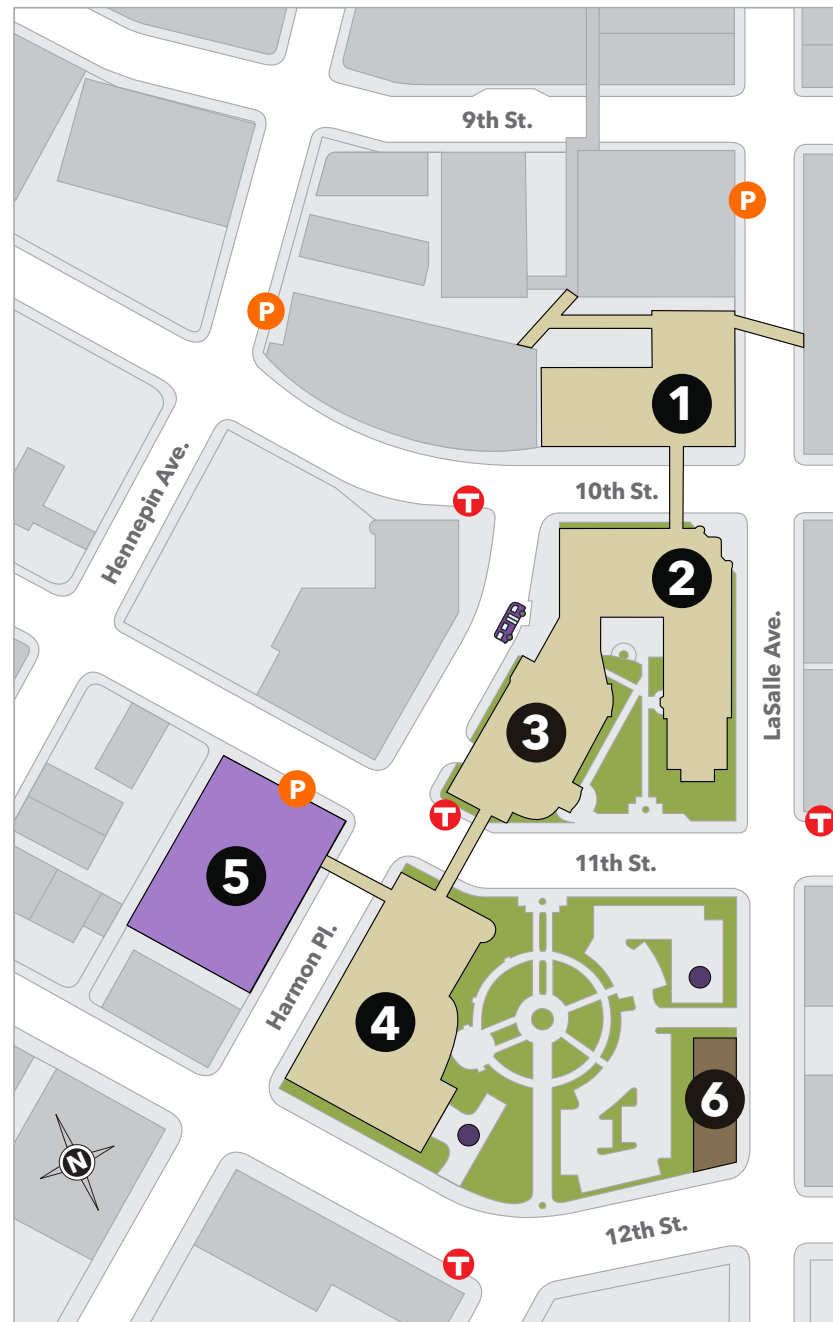 9th St.
P
P
1
10th St.
T
Hennepin Ave.
2
LaSalle Ave.
3
P
T
T
11th St.
5
Harmon Pl.
4
6
N
12th St.
T